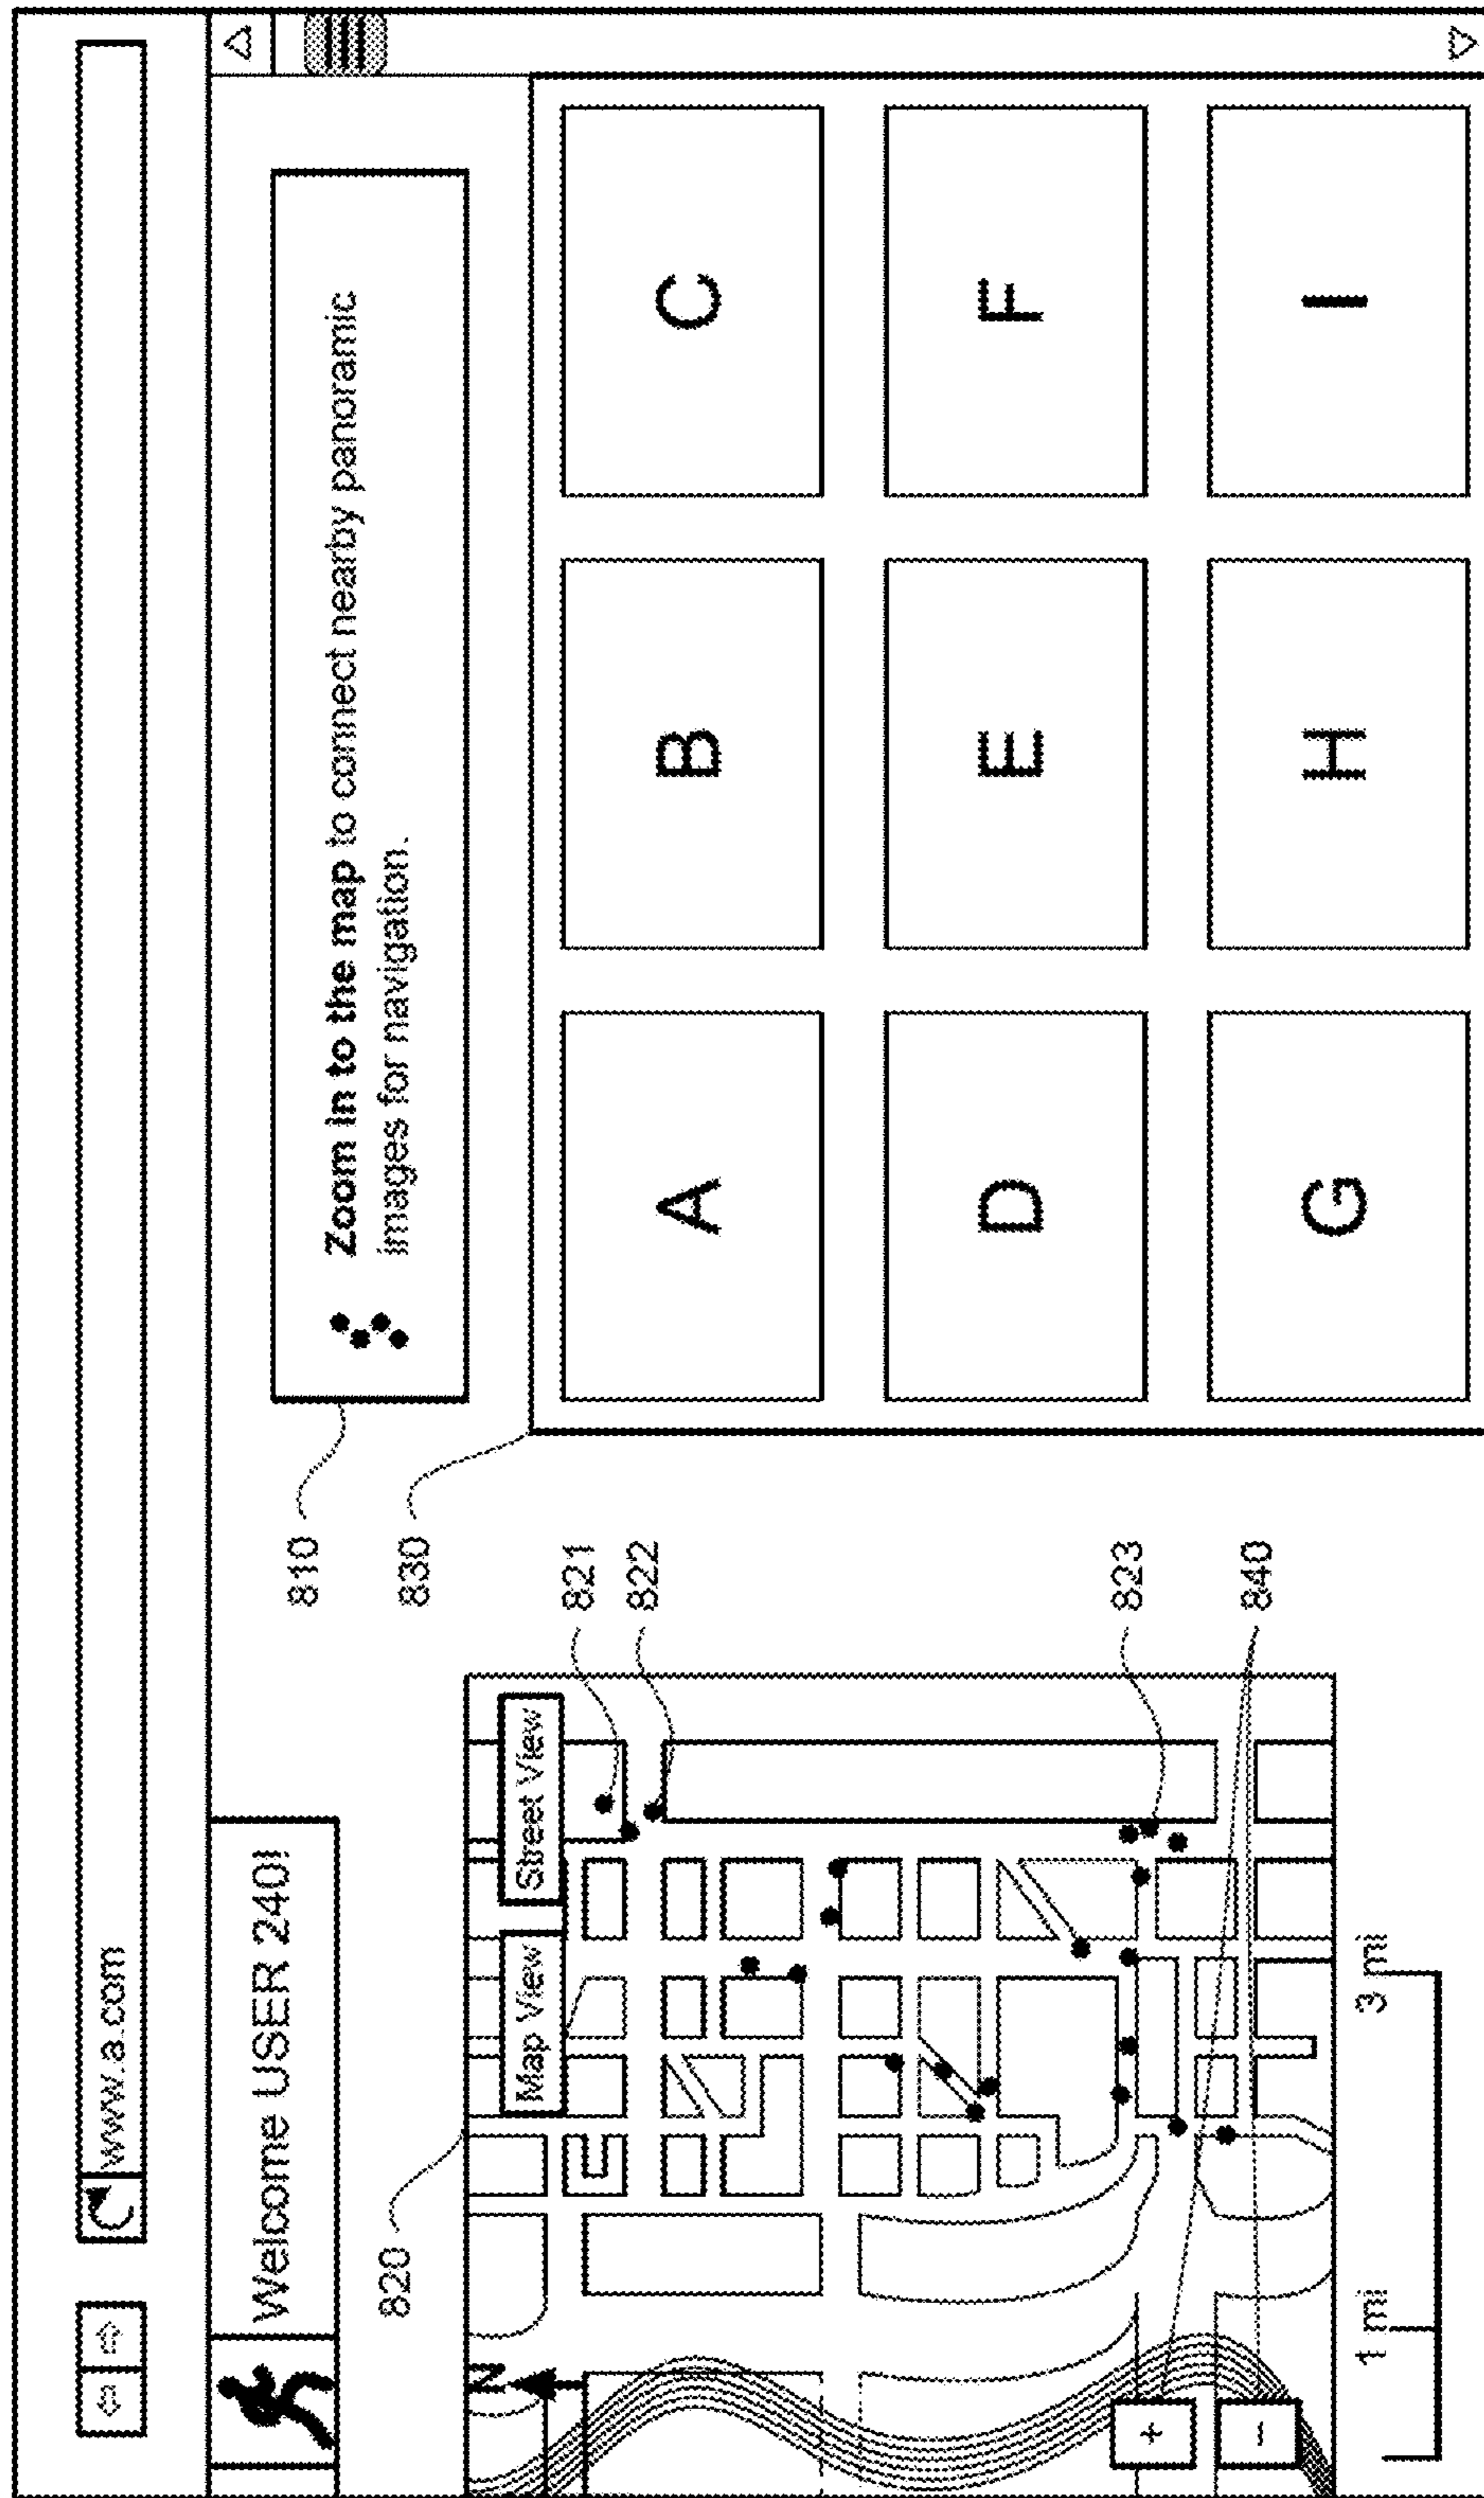 www.a.com
Welcome USER 240!
810
Zoom in to the map to connect nearby panoramic
images for navigation.
820
830
N
Map View
Street View
821
822
823
840
+
−
1 mi
3 mi
A
B
C
D
E
F
G
H
I